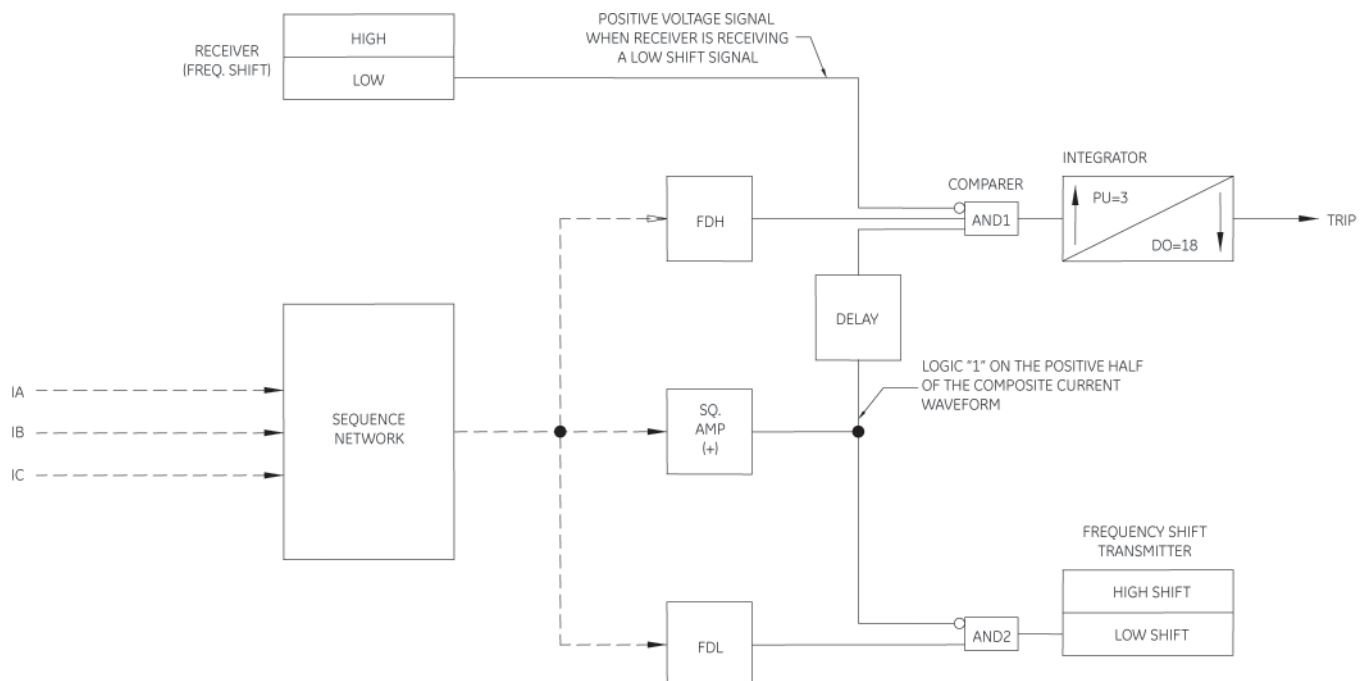 POSITIVE VOLTAGE SIGNAL
WHEN RECEIVER IS RECEIVING
A LOW SHIFT SIGNAL
RECEIVER
(FREQ. SHIFT)
HIGH
LOW
INTEGRATOR
COMPARER
FDH
AND1
PU=3
DO=18
TRIP
DELAY
LOGIC "1" ON THE POSITIVE HALF
OF THE COMPOSITE CURRENT
WAVEFORM
IA
IB
IC
SEQUENCE
NETWORK
SQ.
AMP
(+)
FREQUENCY SHIFT
TRANSMITTER
HIGH SHIFT
LOW SHIFT
FDL
AND2